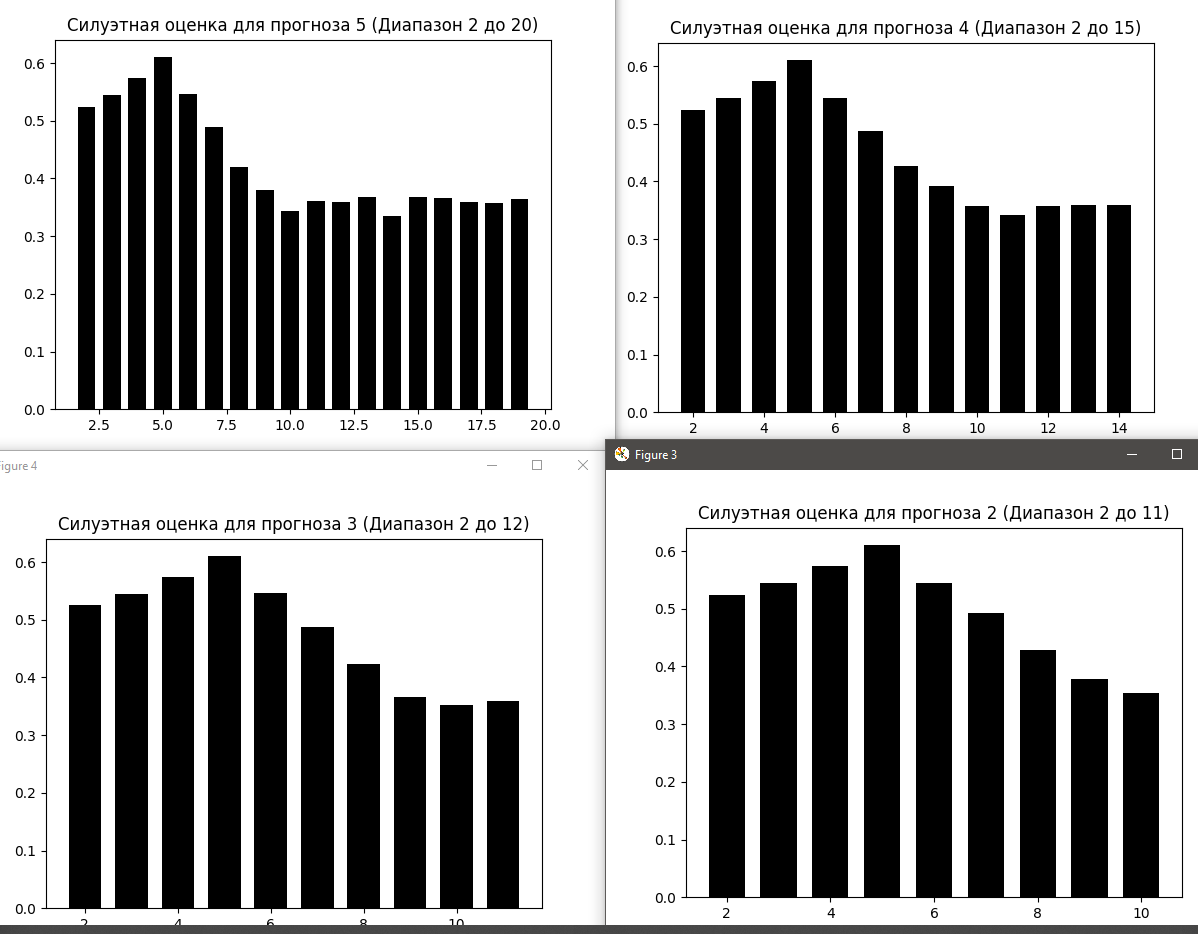 Силуэтная оценка для прогноза 5 (Диапазон 2 до 20)
0.6
0.5
0.4
0.3
0.2
0.1
0.0
2.5 5.0 7.5 10.0 12.5 15.0 17.5 20.0
Силуэтная оценка для прогноза 4 (Диапазон 2 до 15)
0.6
0.5
0.4
0.3
0.2
0.1
0.0
2 4 6 8 10 12 14
igure 4
Силуэтная оценка для прогноза 3 (Диапазон 2 до 12)
0.6
0.5
0.4
0.3
0.2
0.1
0.0
2 4 6 8 10
Figure 3
Силуэтная оценка для прогноза 2 (Диапазон 2 до 11)
0.6
0.5
0.4
0.3
0.2
0.1
0.0
2 4 6 8 10